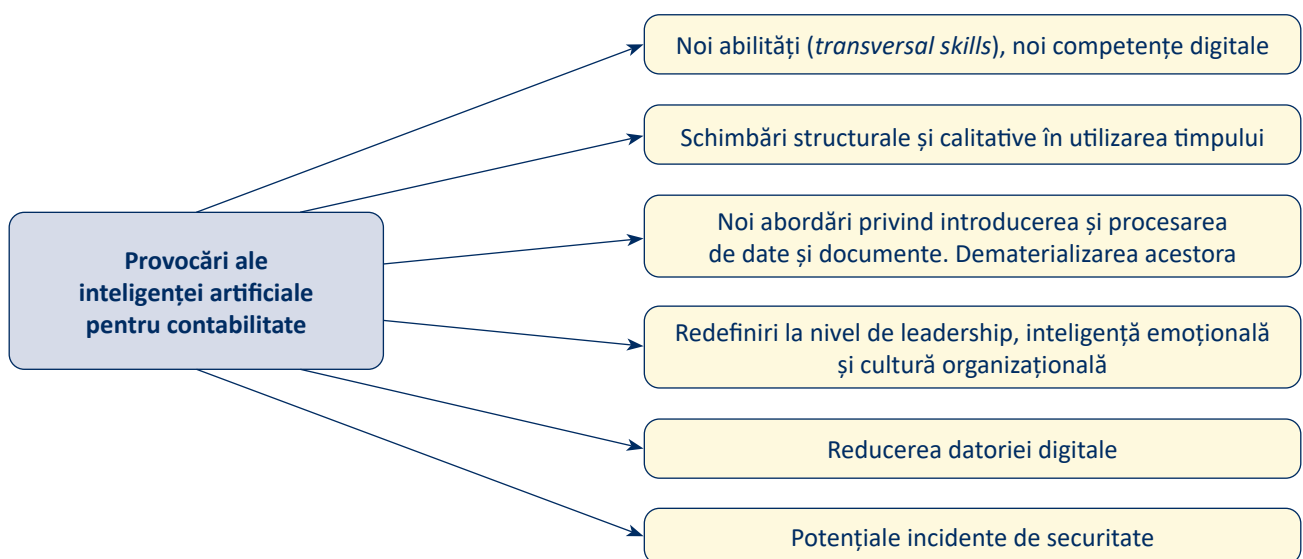 Noi abilități (transversal skills), noi competențe digitale
Schimbări structurale și calitative în utilizarea timpului
Noi abordări privind introducerea și procesarea
de date și documente. Dematerializarea acestora
Provocări ale
inteligenței artificiale
pentru contabilitate
Redefiniri la nivel de leadership, inteligență emoțională
și cultură organizațională
Reducerea datoriei digitale
Potențiale incidente de securitate